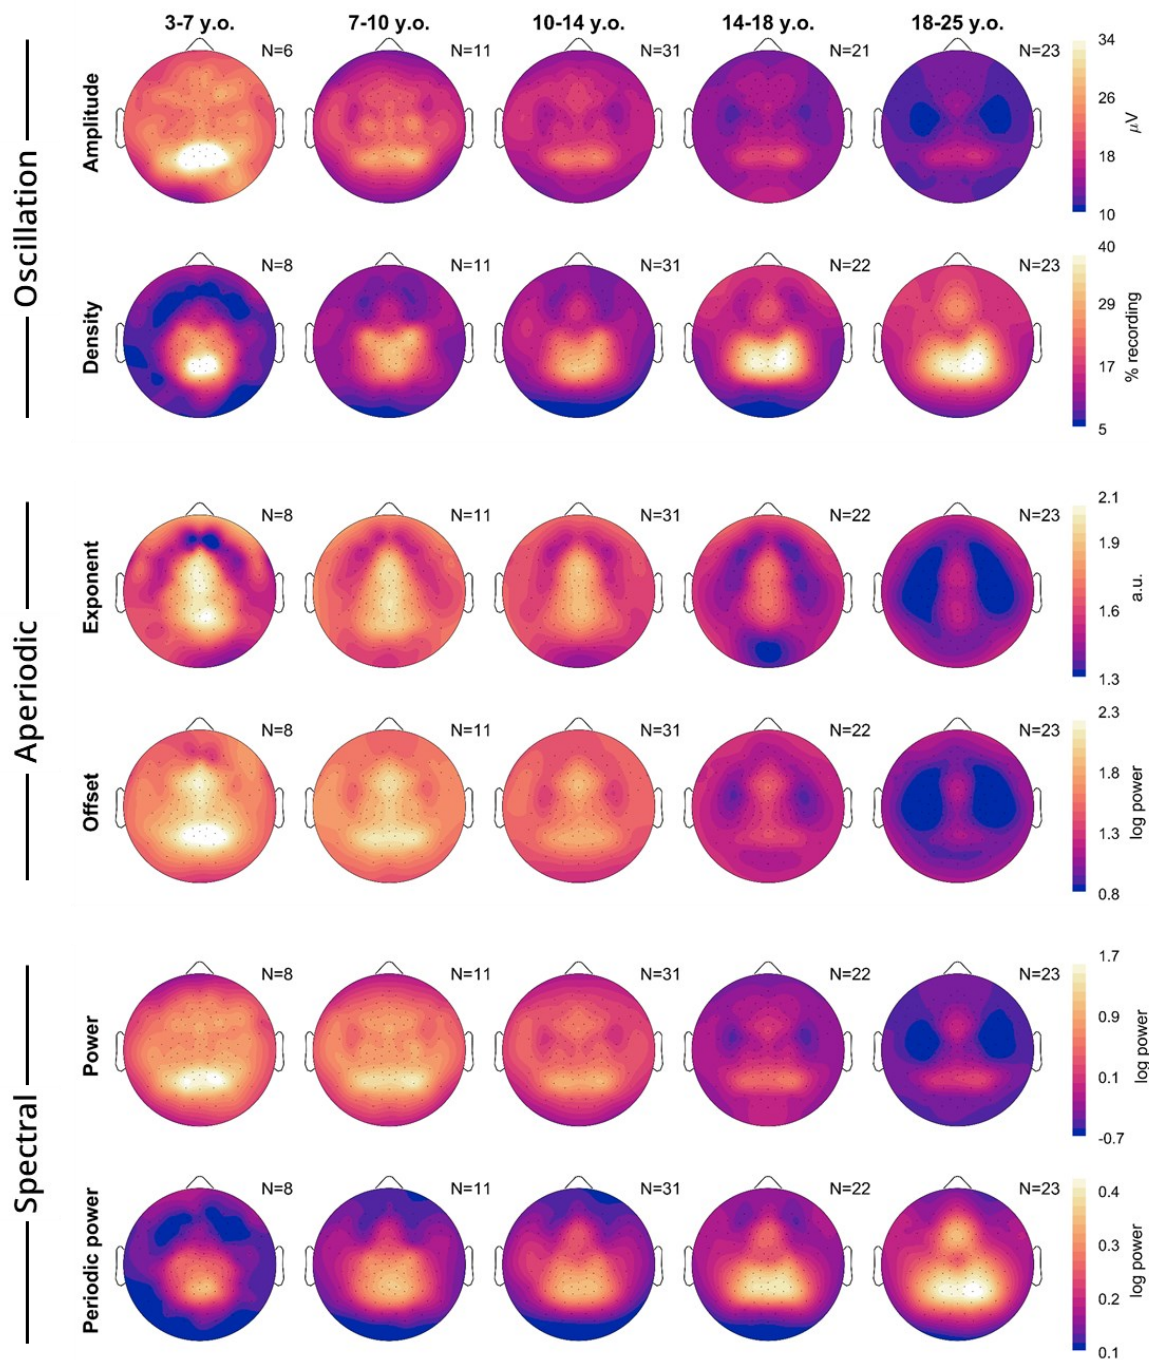 3-7 y.o. 7-10 y.o. 10-14 y.o. 14-18 y.o. 18-25 y.o.
Oscillation
Amplitude
N=6 N=11 N=31 N=21 N=23
34
26
18
10
μV
Density
N=8 N=11 N=31 N=22 N=23
40
29
17
5
% recording
Aperiodic
Exponent
N=8 N=11 N=31 N=22 N=23
2.1
1.9
1.6
1.3
a.u.
Offset
N=8 N=11 N=31 N=22 N=23
2.3
1.8
1.3
0.8
log power
Spectral
Power
N=8 N=11 N=31 N=22 N=23
1.7
0.9
0.1
-0.7
log power
Periodic power
N=8 N=11 N=31 N=22 N=23
0.4
0.3
0.2
0.1
log power